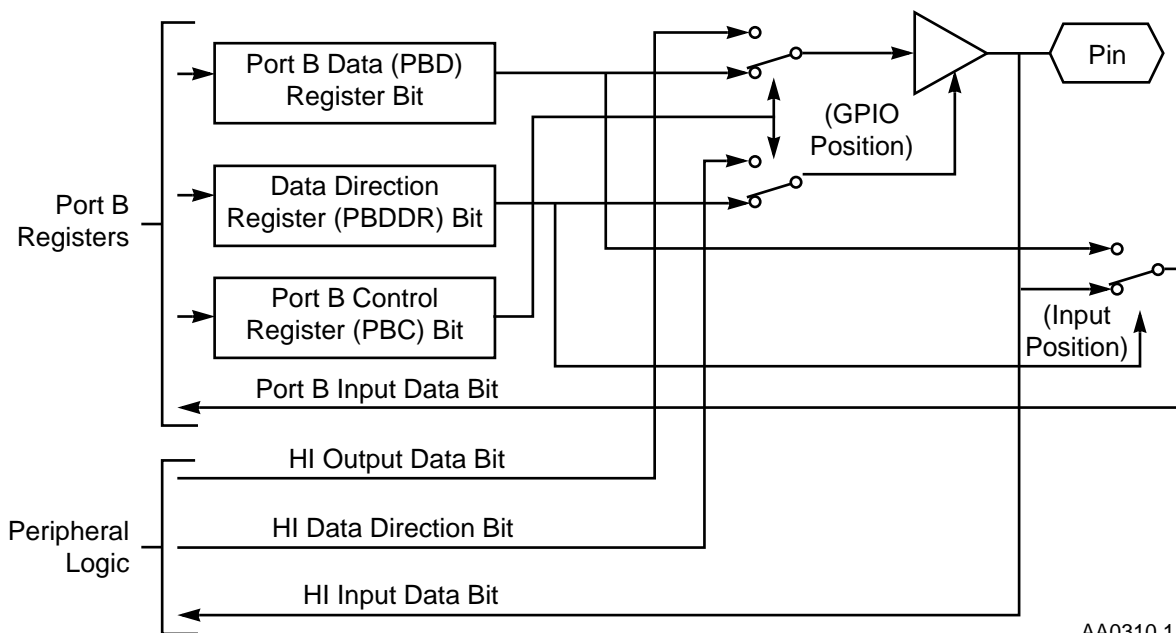 Port B Data (PBD)
Register Bit
Pin
(GPIO
Position)
Data Direction
Register (PBDDR) Bit
Port B
Registers
Port B Control
Register (PBC) Bit
(Input
Position)
Port B Input Data Bit
HI Output Data Bit
Peripheral
Logic
HI Data Direction Bit
HI Input Data Bit
AA0310.1